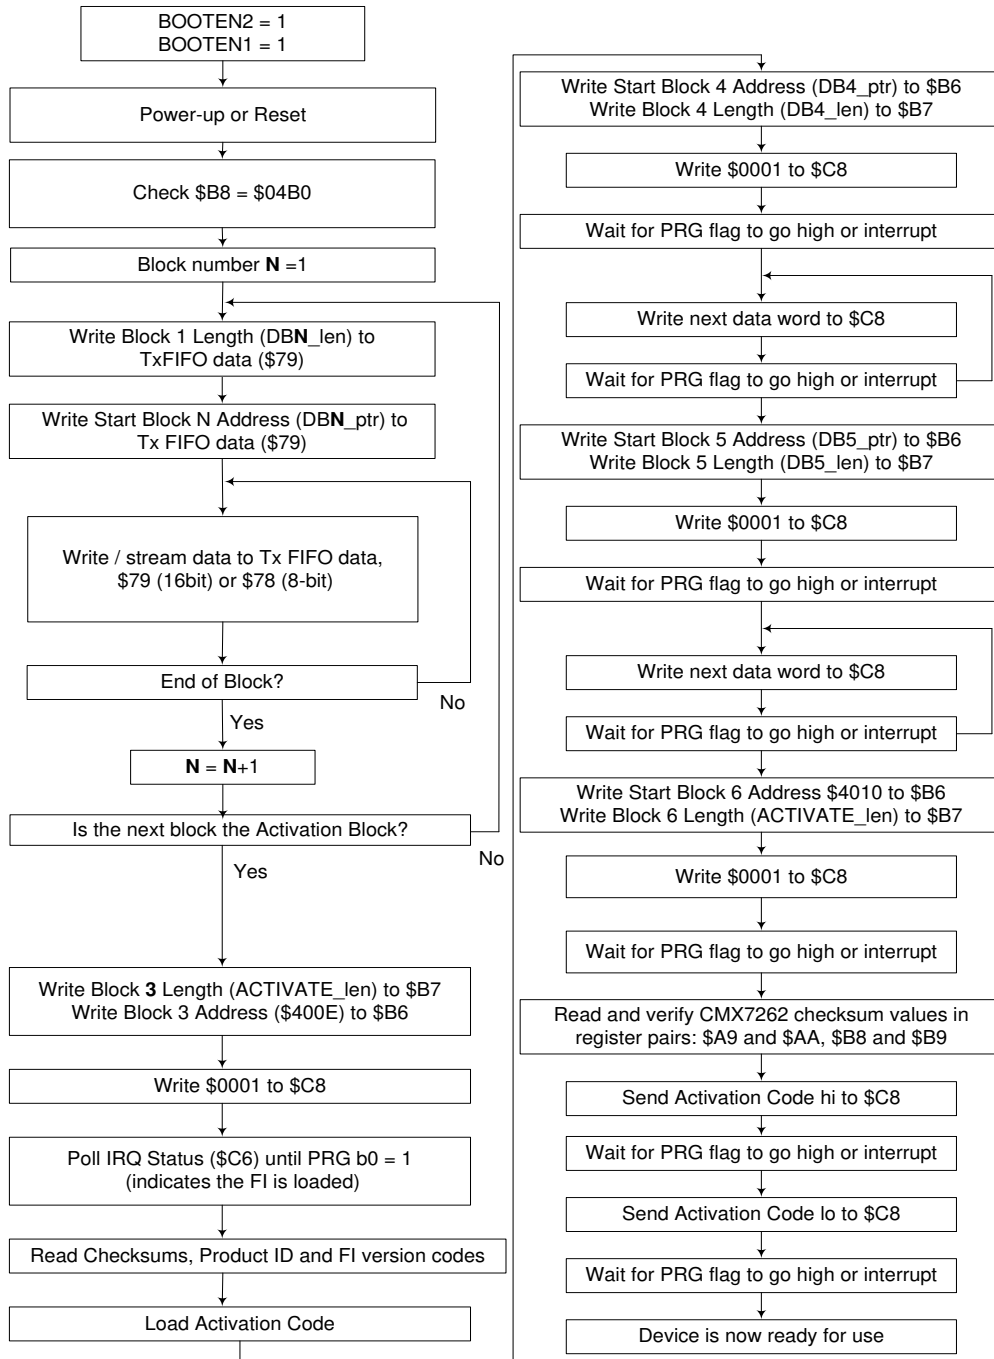 BOOTEN2 = 1
BOOTEN1 = 1
Power-up or Reset
Check $B8 = $04B0
Block number N =1
Write Block 1 Length (DBN_len) to
TxFIFO data ($79)
Write Start Block N Address (DBN_ptr) to
Tx FIFO data ($79)
Write / stream data to Tx FIFO data,
$79 (16bit) or $78 (8-bit)
End of Block?
No
Yes
N = N+1
Is the next block the Activation Block?
No
Yes
Write Block 3 Length (ACTIVATE_len) to $B7
Write Block 3 Address ($400E) to $B6
Write $0001 to $C8
Poll IRQ Status ($C6) until PRG b0 = 1
(indicates the FI is loaded)
Read Checksums, Product ID and FI version codes
Load Activation Code
Write Start Block 4 Address (DB4_ptr) to $B6
Write Block 4 Length (DB4_len) to $B7
Write $0001 to $C8
Wait for PRG flag to go high or interrupt
Write next data word to $C8
Wait for PRG flag to go high or interrupt
Write Start Block 5 Address (DB5_ptr) to $B6
Write Block 5 Length (DB5_len) to $B7
Write $0001 to $C8
Wait for PRG flag to go high or interrupt
Write next data word to $C8
Wait for PRG flag to go high or interrupt
Write Start Block 6 Address $4010 to $B6
Write Block 6 Length (ACTIVATE_len) to $B7
Write $0001 to $C8
Wait for PRG flag to go high or interrupt
Read and verify CMX7262 checksum values in
register pairs: $A9 and $AA, $B8 and $B9
Send Activation Code hi to $C8
Wait for PRG flag to go high or interrupt
Send Activation Code lo to $C8
Wait for PRG flag to go high or interrupt
Device is now ready for use